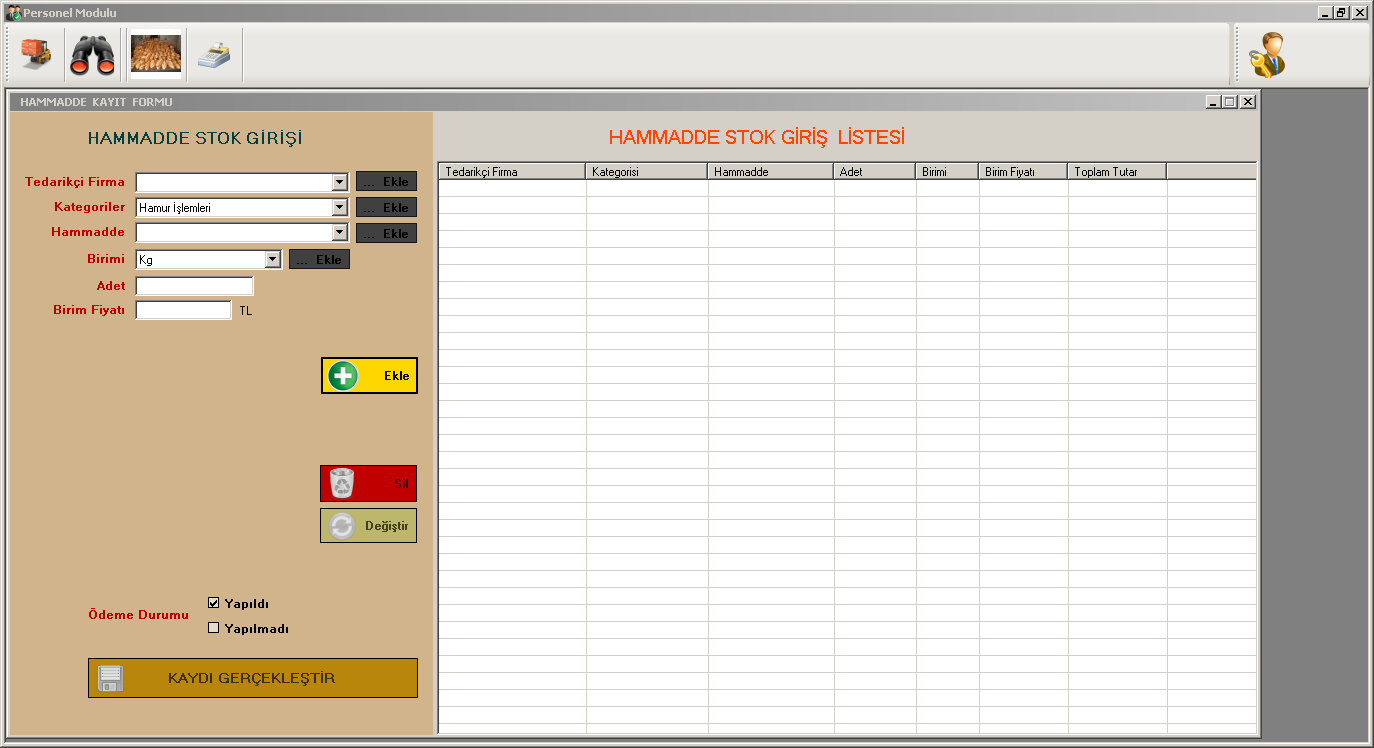 Personel Modulu
HAMMADDE KAYIT FORMU
HAMMADDE STOK GİRİŞİ
Tedarikçi Firma
... Ekle
Kategoriler
Hamur İşlemleri
... Ekle
Hammadde
... Ekle
Birimi
Kg
... Ekle
Adet
Birim Fiyatı
TL
Ekle
Sil
Değiştir
Ödeme Durumu
Yapıldı
Yapılmadı
KAYDI GERÇEKLEŞTİR
HAMMADDE STOK GİRİŞ LİSTESİ
Tedarikçi Firma Kategorisi Hammadde Adet Birimi Birim Fiyatı Toplam Tutar